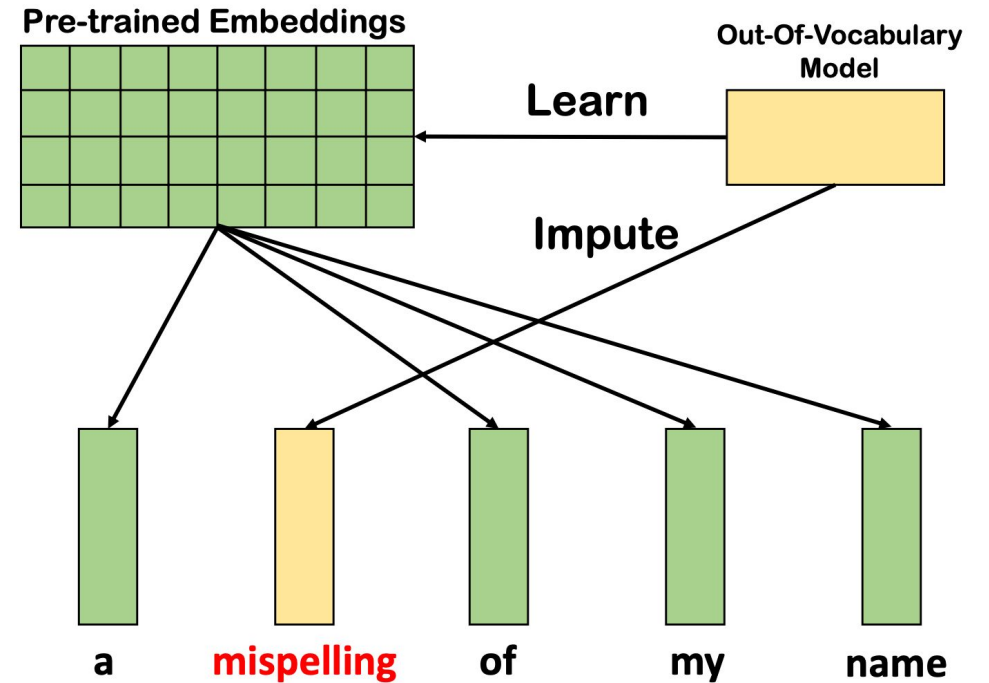 Pre-trained Embeddings
Out-Of-Vocabulary
Model
Learn
Impute
a mispelling of my name